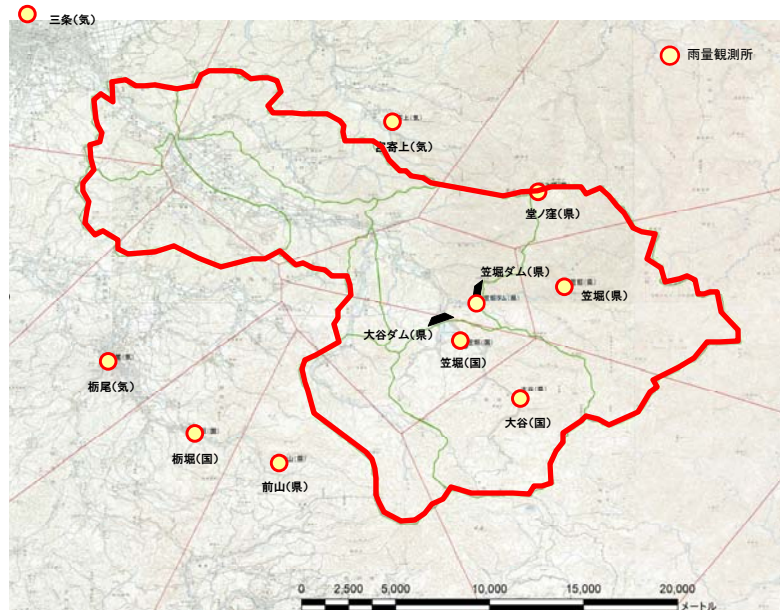 三条(気)
雨量観測所
宮寄上(気)
堂ノ窪(県)
笠堀ダム(県)
笠堀(県)
大谷ダム(県)
笠堀(国)
栃尾(気)
大谷(国)
栃堀(国)
前山(県)
0 2,500 5,000 10,000 15,000 20,000
メートル